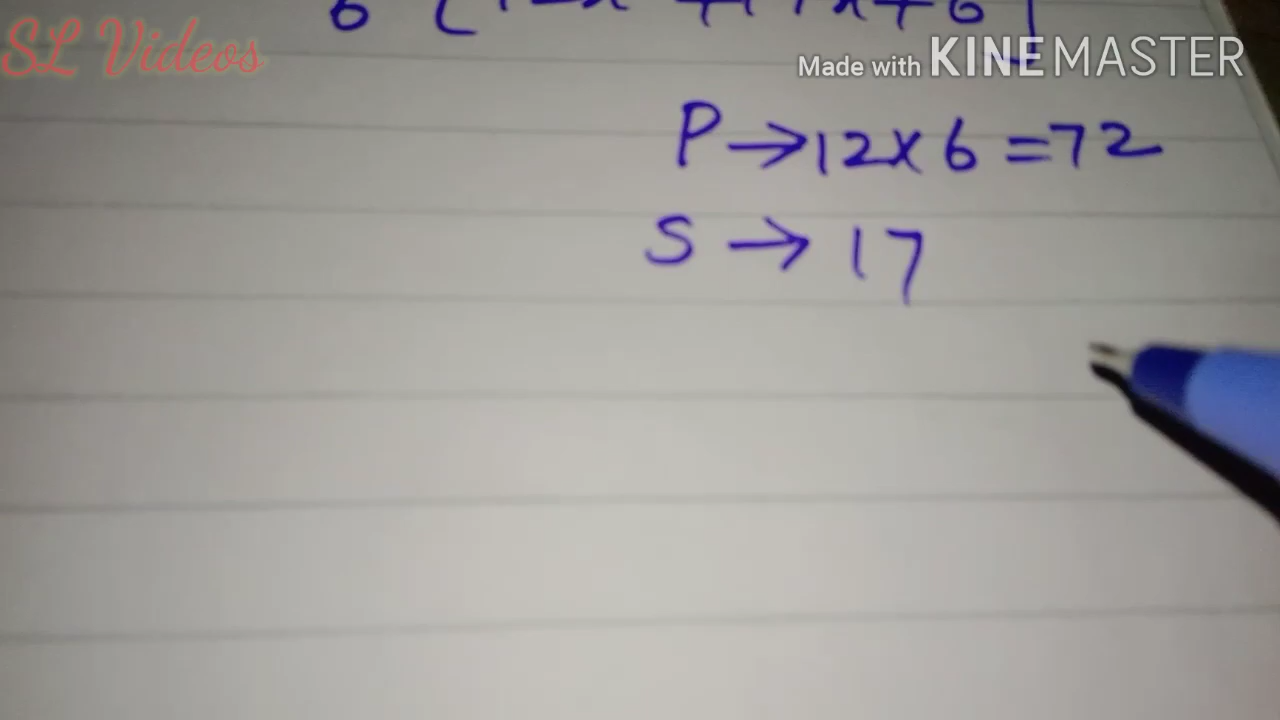 SL Videos
Made with KINEMASTER
P → 12 × 6 = 72
S → 17